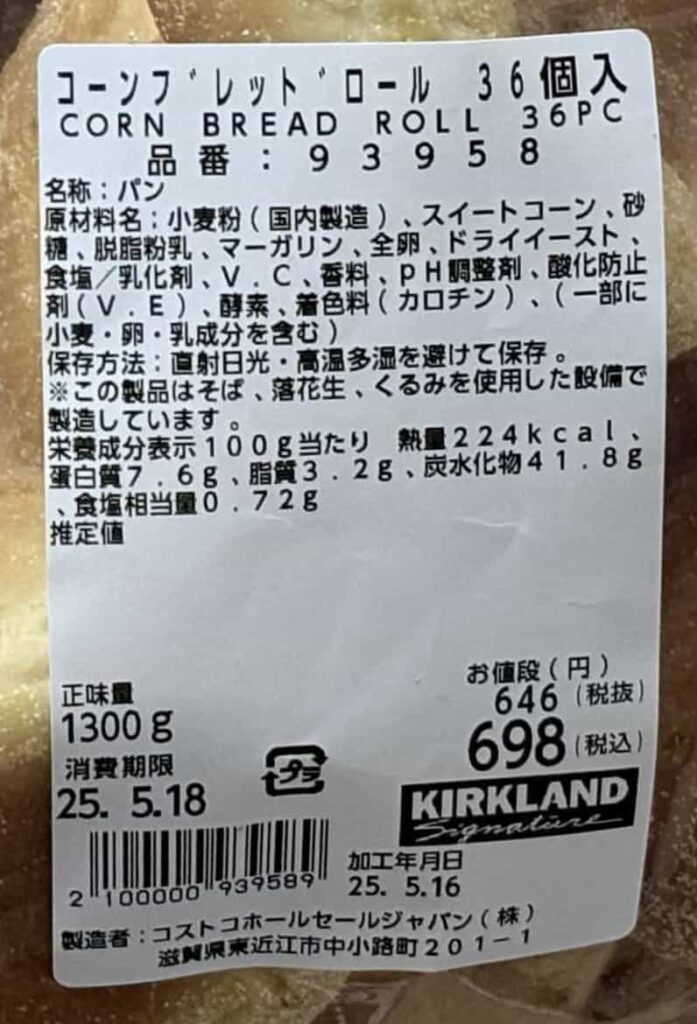 コーンブレッドロール 36個入
CORN BREAD ROLL 36PC
品番:93958
名称:パン
原材料名:小麦粉(国内製造)、スイートコーン、砂
糖、脱脂粉乳、マーガリン、全卵、ドライイースト、
食塩/乳化剤、V.C、香料、pH調整剤、酸化防止
剤(V.E)、酵素、着色料(カロチン)、(一部に
小麦・卵・乳成分を含む)
保存方法:直射日光・高温多湿を避けて保存。
※この製品はそば、落花生、くるみを使用した設備で
製造しています。
栄養成分表示100g当たり 熱量224kcal、
蛋白質7.6g、脂質3.2g、炭水化物41.8g
、食塩相当量0.72g
推定値
お値段(円)
646(税抜)
698(税込)
正味量
1300g
消費期限
25. 5.18
プラ
KIRKLAND
Signature
加工年月日
25. 5.16
2 100000 939589
製造者:コストコホールセールジャパン(株)
滋賀県東近江市中小路町201-1